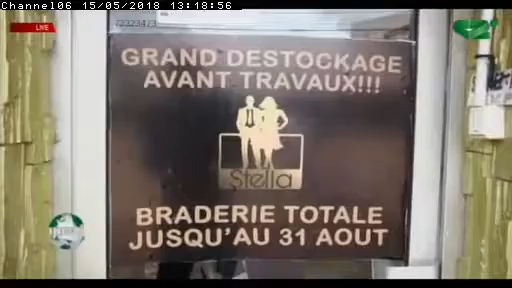 Channel06 15/05/2018 13:18:56
LIVE
GRAND DESTOCKAGE
AVANT TRAVAUX!!!
Stella
BRADERIE TOTALE
JUSQU'AU 31 AOUT